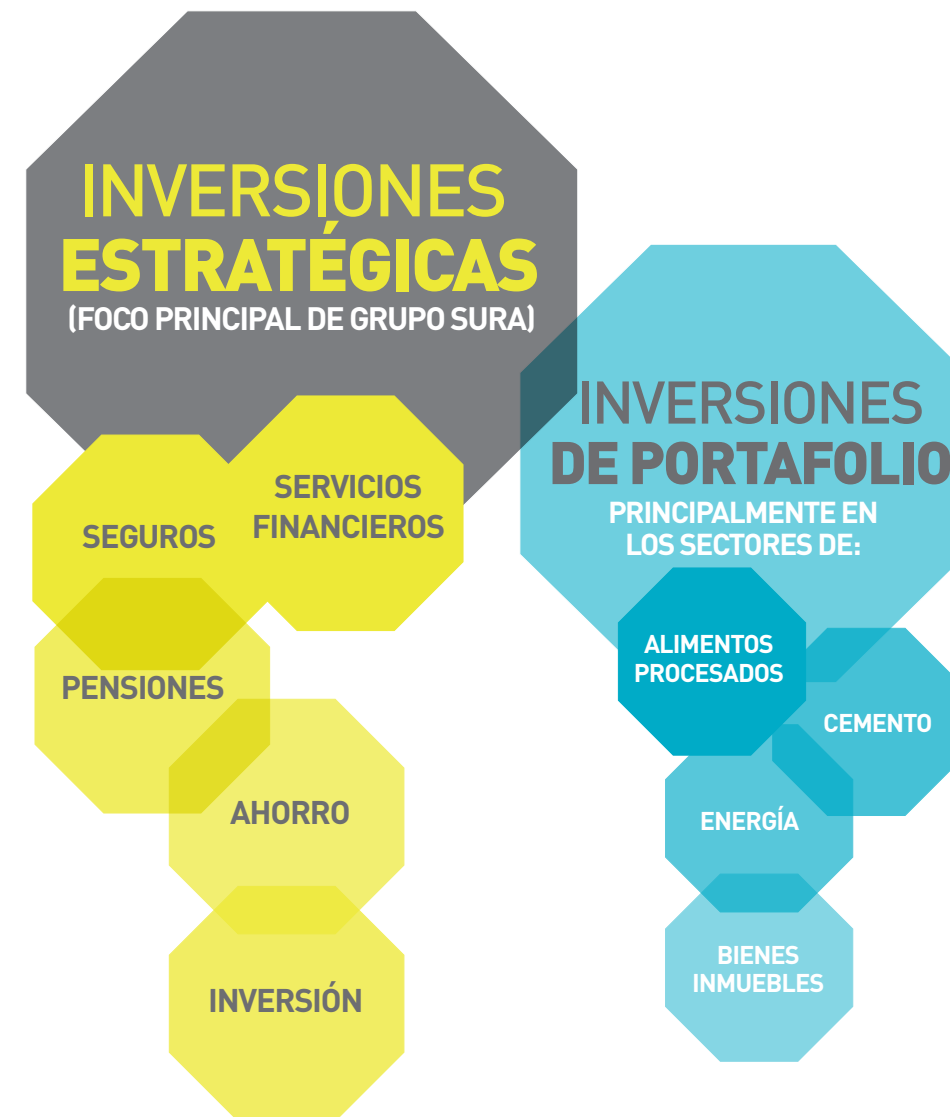 INVERSIONES
ESTRATÉGICAS
(FOCO PRINCIPAL DE GRUPO SURA)
SERVICIOS
FINANCIEROS
SEGUROS
PENSIONES
AHORRO
INVERSIÓN
INVERSIONES
DE PORTAFOLIO
PRINCIPALMENTE EN
LOS SECTORES DE:
ALIMENTOS
PROCESADOS
CEMENTO
ENERGÍA
BIENES
INMUEBLES